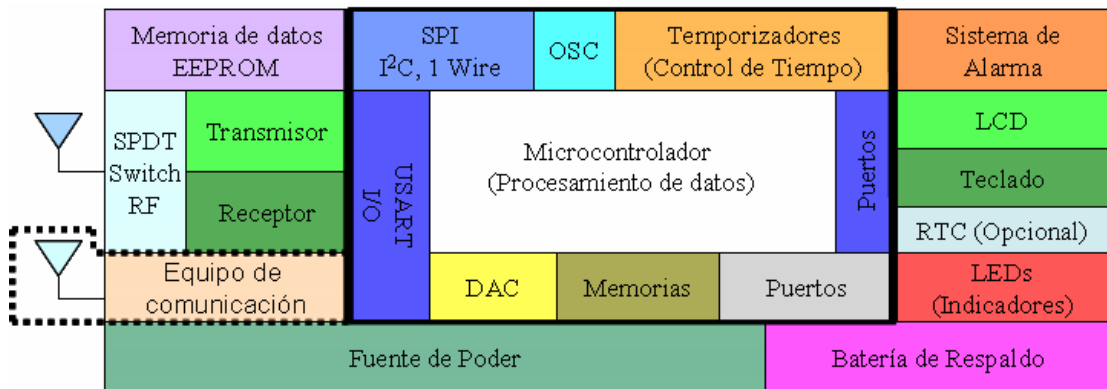 Memoria de datos
EEPROM
SPI
I²C, 1 Wire
OSC
Temporizadores
(Control de Tiempo)
Sistema de
Alarma
SPDT
Switch
RF
Transmisor
Receptor
USART
I/O
Microcontrolador
(Procesamiento de datos)
Puertos
LCD
Teclado
RTC (Opcional)
Equipo de
comunicación
DAC
Memorias
Puertos
LEDs
(Indicadores)
Fuente de Poder
Batería de Respaldo